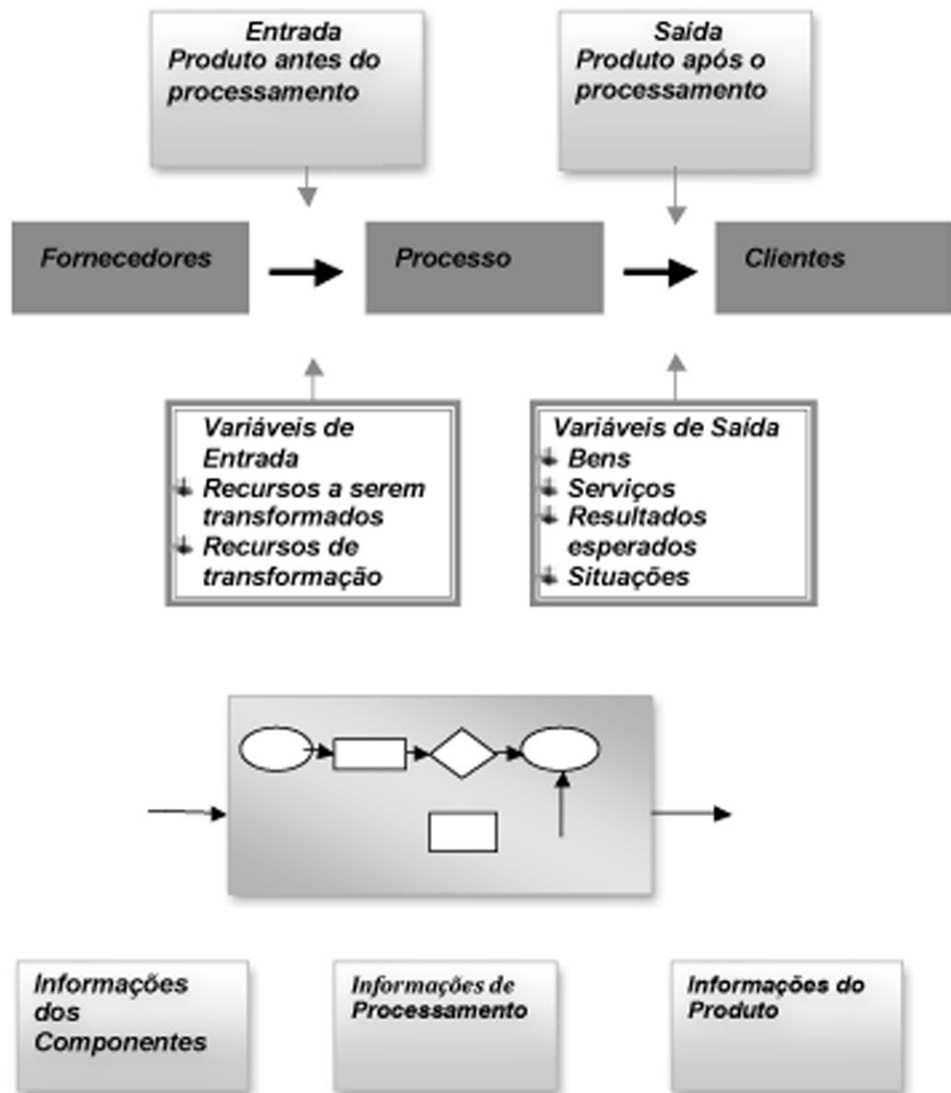 Entrada
Produto antes do
processamento
Saída
Produto após o
processamento
Fornecedores
Processo
Clientes
Variáveis de
Entrada
Recursos a serem
transformados
Recursos de
transformação
Variáveis de Saída
Bens
Serviços
Resultados
esperados
Situações
Informações
dos
Componentes
Informações de
Processamento
Informações do
Produto